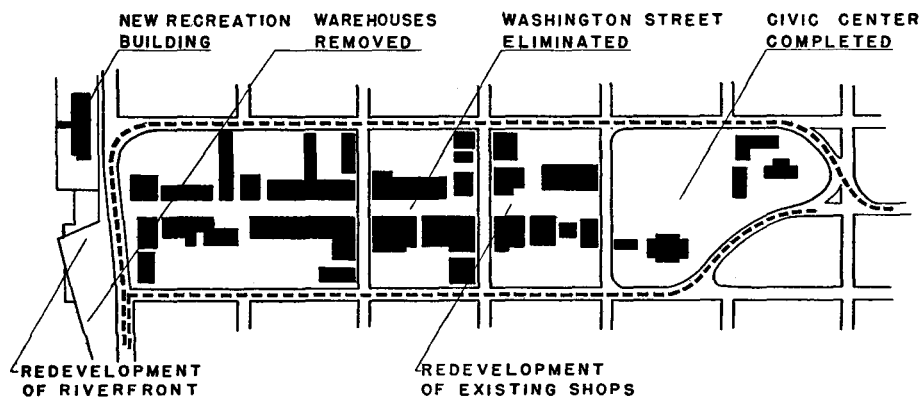 NEW RECREATION
BUILDING
WAREHOUSES
REMOVED
WASHINGTON STREET
ELIMINATED
CIVIC CENTER
COMPLETED
REDEVELOPMENT
OF RIVERFRONT
REDEVELOPMENT
OF EXISTING SHOPS